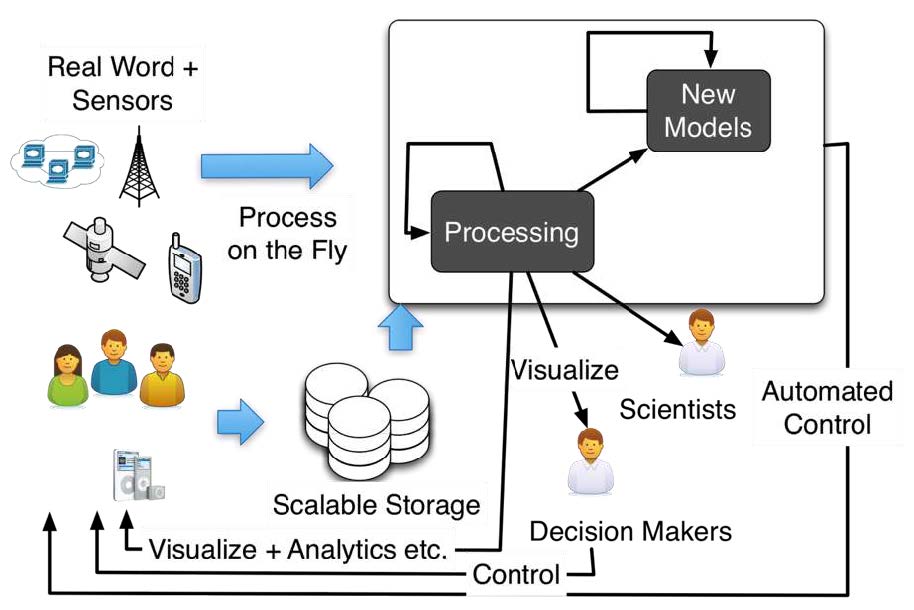 Real Word +
Sensors
Process
on the Fly
New
Models
Processing
Visualize
Scientists
Automated
Control
Scalable Storage
Decision Makers
Visualize + Analytics etc.
Control